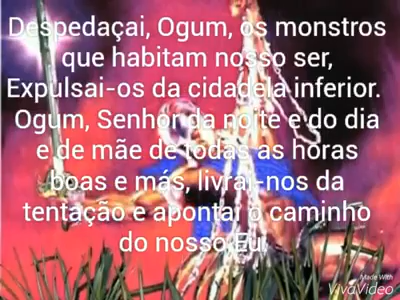 Despedaçai, Ogum, os monstros
que habitam nosso ser,
Expulsai-os da cidadela inferior.
Ogum, Senhor da noite e do dia
e de mãe de todas as horas
boas e más, livrai-nos da
tentação e apontai o caminho
do nosso Eu.
Made With
VivaVideo